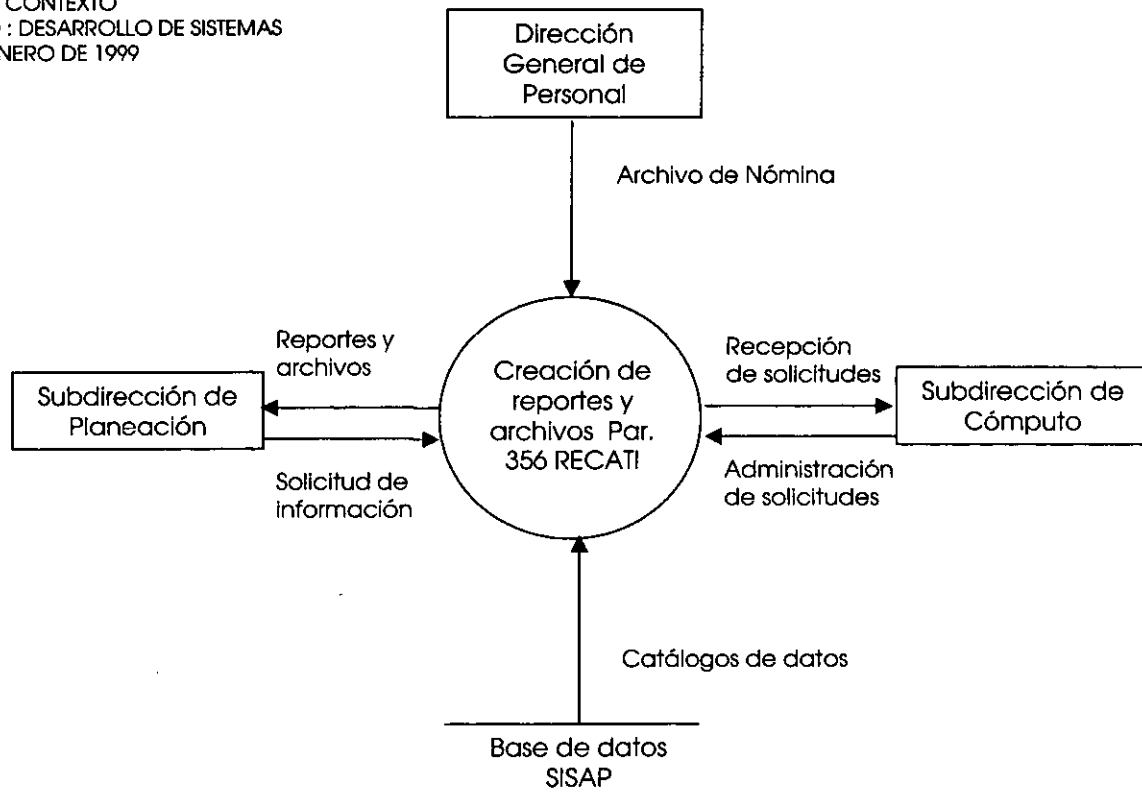 CONTEXTO
: DESARROLLO DE SISTEMAS
NERO DE 1999
Dirección
General de
Personal
Archivo de Nómina
Reportes y
archivos
Recepción
de solicitudes
Creación de
reportes y
archivos Par.
356 RECATI
Subdirección de
Planeación
Subdirección de
Cómputo
Solicitud de
información
Administración
de solicitudes
Catálogos de datos
Base de datos
SISAP